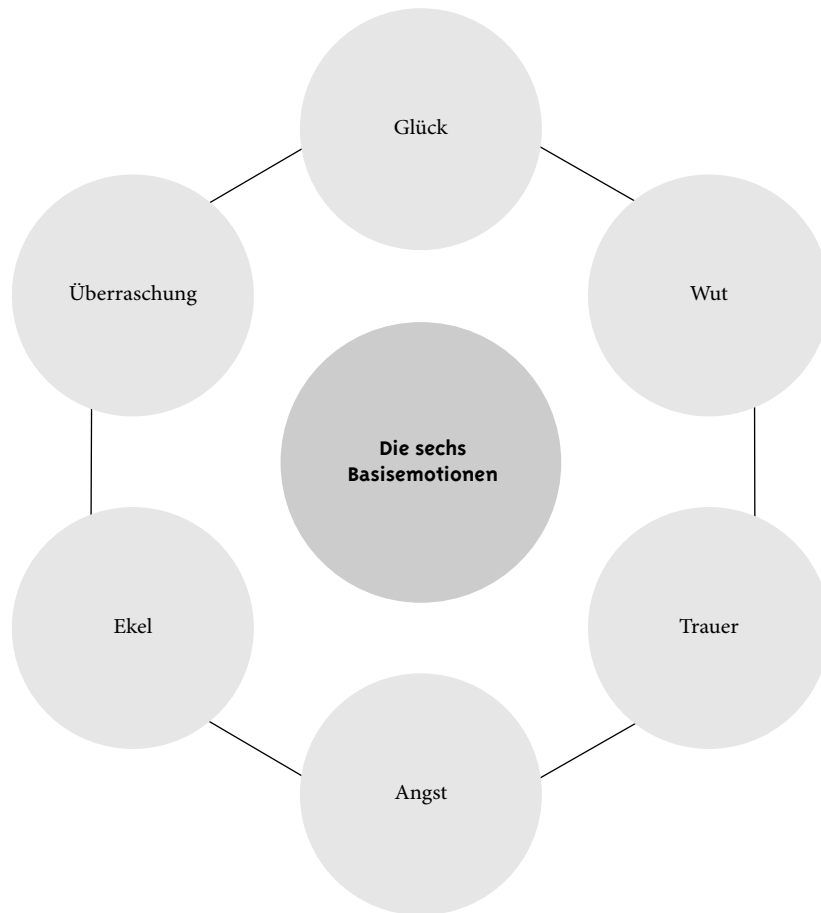 Glück
Wut
Trauer
Angst
Ekel
Überraschung
Die sechs
Basisemotionen